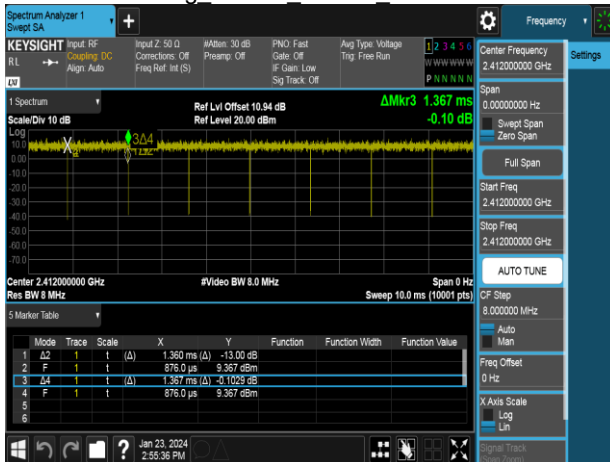 Spectrum Analyzer 1
Swept SA
+
Frequency
KEYSIGHT Input: RF
RL
Coupling: DC
Align: Auto
LXI
Input Z: 50 Ω
Corrections: Off
Freq Ref: Int (S)
#Atten: 30 dB
Preamp: Off
PNO: Fast
Gate: Off
IF Gain: Low
Sig Track: Off
Avg Type: Voltage
Trig: Free Run
1 2 3 4 5 6
W W W W W W
P N N N N N
Center Frequency
2.412000000 GHz
Settings
Span
0.00000000 Hz
Swept Span
Zero Span
Full Span
Start Freq
2.412000000 GHz
Stop Freq
2.412000000 GHz
AUTO TUNE
CF Step
8.000000 MHz
Auto
Man
Freq Offset
0 Hz
X Axis Scale
Log
Lin
Signal Track
(Span Zoom)
1 Spectrum
Scale/Div 10 dB
Log
Ref Lvl Offset 10.94 dB
Ref Level 20.00 dBm
ΔMkr3 1.367 ms
-0.10 dB
10.0
0.00
-10.0
-20.0
-30.0
-40.0
-50.0
-60.0
-70.0
3Δ4
1Δ2
Center 2.412000000 GHz
Res BW 8 MHz
#Video BW 8.0 MHz
Span 0 Hz
Sweep 10.0 ms (10001 pts)
5 Marker Table
Mode Trace Scale X Y Function Function Width Function Value
1 Δ2 1 t (Δ) 1.360 ms (Δ) -13.00 dB
2 F 1 t 876.0 µs 9.367 dBm
3 Δ4 1 t (Δ) 1.367 ms (Δ) -0.1029 dB
4 F 1 t 876.0 µs 9.367 dBm
5
6
?
Jan 23, 2024
2:55:36 PM